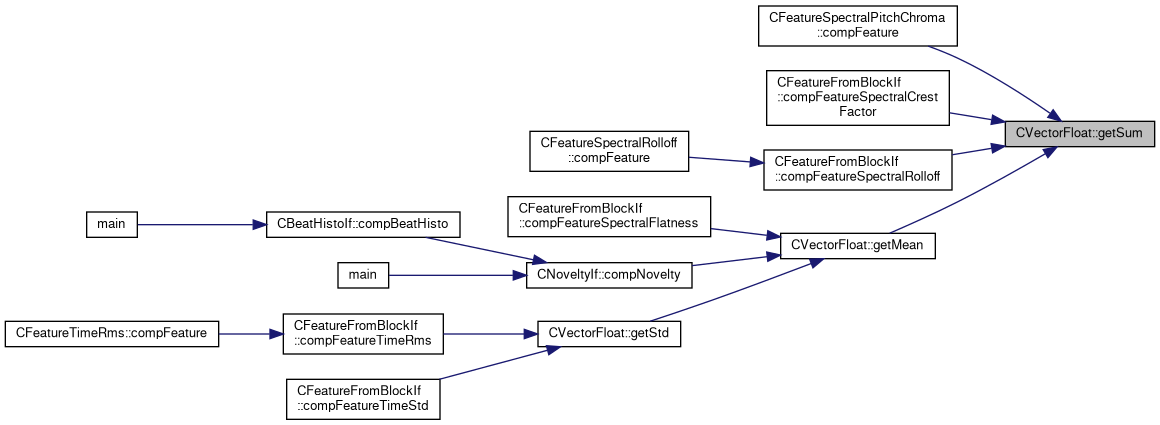 CFeatureSpectralPitchChroma
::compFeature
CFeatureFromBlockIf
::compFeatureSpectralCrest
Factor
CVectorFloat::getSum
CFeatureSpectralRolloff
::compFeature
CFeatureFromBlockIf
::compFeatureSpectralRolloff
CFeatureFromBlockIf
::compFeatureSpectralFlatness
main
CBeatHistoIf::compBeatHisto
CVectorFloat::getMean
main
CNoveltyIf::compNovelty
CFeatureTimeRms::compFeature
CFeatureFromBlockIf
::compFeatureTimeRms
CVectorFloat::getStd
CFeatureFromBlockIf
::compFeatureTimeStd